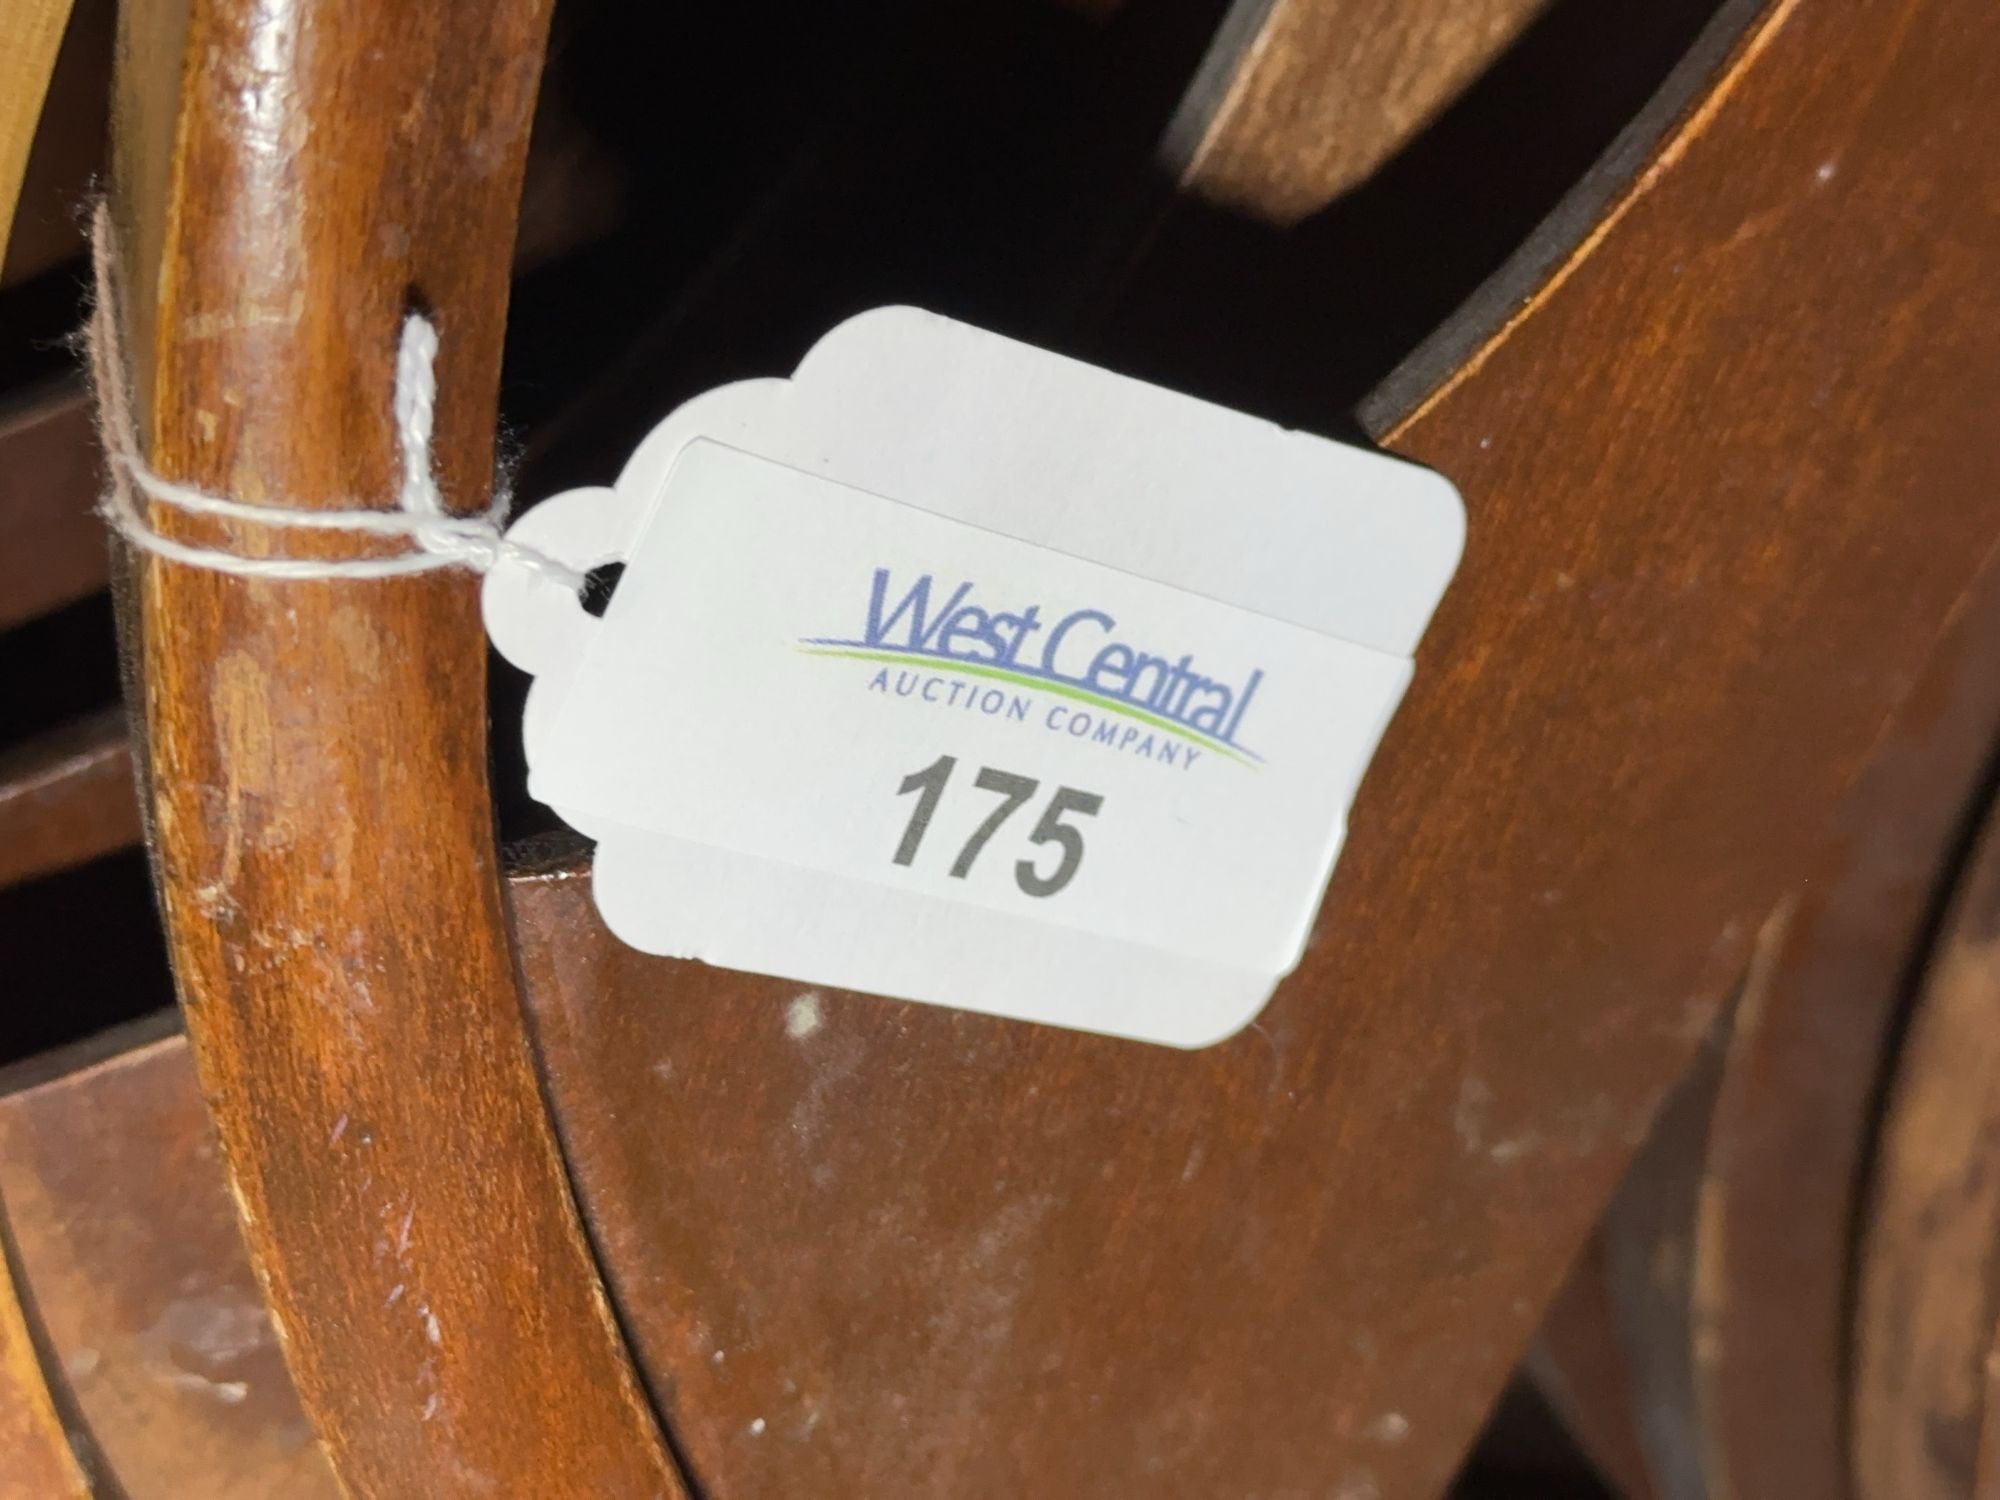 West Central
AUCTION COMPANY
175